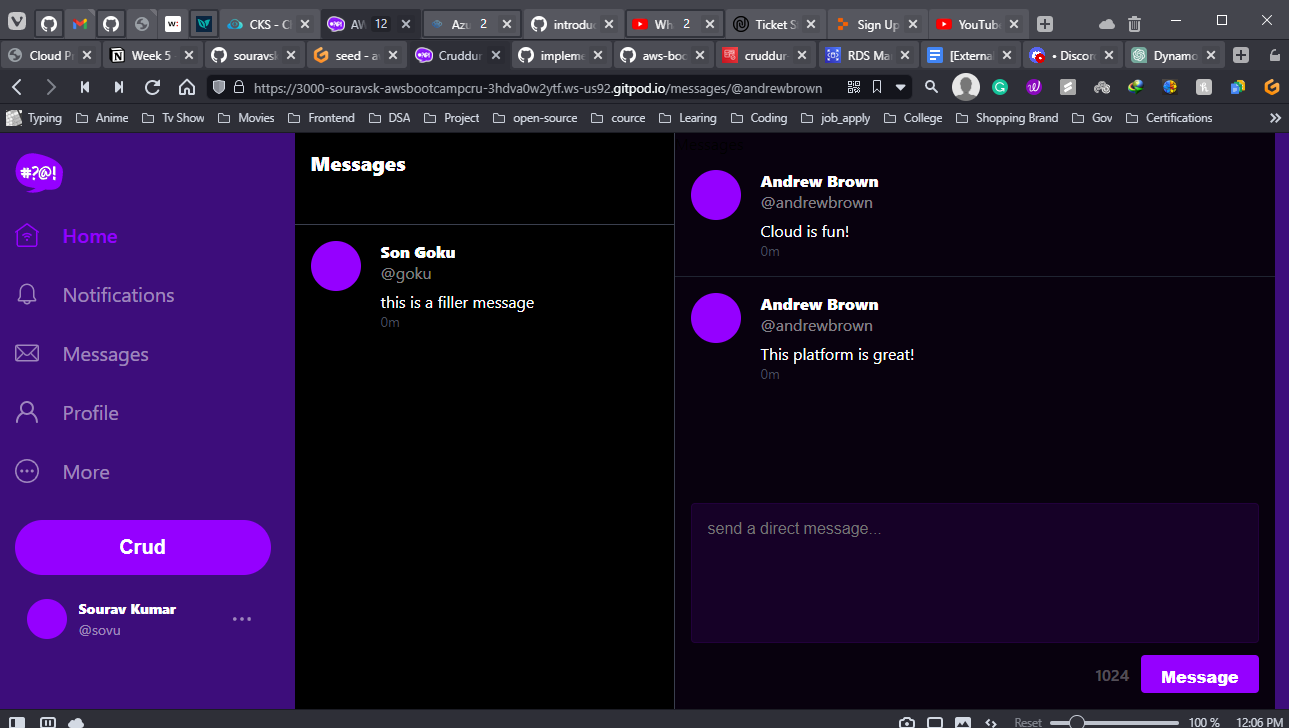 CKS - C
AW
12
Azu
2
introduc
Wh
2
Ticket S
Sign Up
YouTube
Cloud P
Week 5
souravs
seed - a
Cruddur
impleme
aws-boo
cruddur
RDS Ma
[Externa
• Discor
Dynamo
https://3000-souravsk-awsbootcampcru-3hdva0w2ytf.ws-us92.gitpod.io/messages/@andrewbrown
Typing
Anime
Tv Show
Movies
Frontend
DSA
Project
open-source
cource
Learing
Coding
job_apply
College
Shopping Brand
Gov
Certifications
#?@!
Home
Notifications
Messages
Profile
More
Crud
Sourav Kumar
@sovu
Messages
Son Goku
@goku
this is a filler message
0m
Messages
Andrew Brown
@andrewbrown
Cloud is fun!
0m
Andrew Brown
@andrewbrown
This platform is great!
0m
send a direct message...
1024
Message
Reset
100 %
12:06 PM